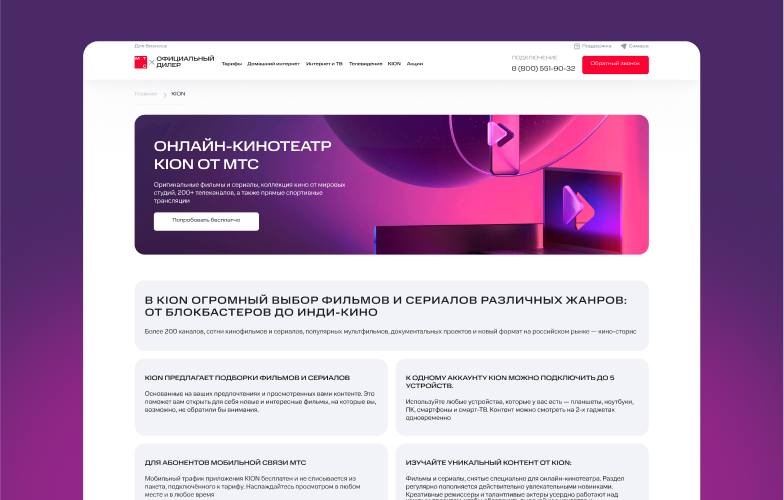 Для бизнеса
Поддержка
Самара
МТС
× ОФИЦИАЛЬНЫЙ
ДИЛЕР
Тарифы Домашний интернет Интернет и ТВ Телевидение KION Акции
ПОДКЛЮЧЕНИЕ
8 (800) 551-90-32
Обратный звонок
Главная > KION
ОНЛАЙН-КИНОТЕАТР
KION ОТ МТС
Оригинальные фильмы и сериалы, коллекция кино от мировых
студий, 200+ телеканалов, а также прямые спортивные
трансляции
Попробовать бесплатно
В KION ОГРОМНЫЙ ВЫБОР ФИЛЬМОВ И СЕРИАЛОВ РАЗЛИЧНЫХ ЖАНРОВ:
ОТ БЛОКБАСТЕРОВ ДО ИНДИ-КИНО
Более 200 каналов, сотни кинофильмов и сериалов, популярных мультфильмов, документальных проектов и новый формат на российском рынке — кино-сторис
KION ПРЕДЛАГАЕТ ПОДБОРКИ ФИЛЬМОВ И СЕРИАЛОВ
Основанные на ваших предпочтениях и просмотренных вами контенте. Это
поможет вам открыть для себя новые и интересные фильмы, на которые вы,
возможно, не обратили бы внимания.
К ОДНОМУ АККАУНТУ KION МОЖНО ПОДКЛЮЧИТЬ ДО 5
УСТРОЙСТВ.
Используйте любые устройства, которые у вас есть — планшеты, ноутбуки,
ПК, смартфоны и смарт-ТВ. Контент можно смотреть на 2-х гаджетах
одновременно
ДЛЯ АБОНЕНТОВ МОБИЛЬНОЙ СВЯЗИ МТС
Мобильный трафик приложения KION бесплатен и не списывается из
пакета, подключённого к тарифу. Наслаждайтесь просмотром в любом
месте и в любое время
ИЗУЧАЙТЕ УНИКАЛЬНЫЙ КОНТЕНТ ОТ KION:
Фильмы и сериалы, снятые специально для онлайн-кинотеатра. Раздел
регулярно пополняется действительно увлекательными новинками.
Креативные режиссеры и талантливые актеры усердно работают над